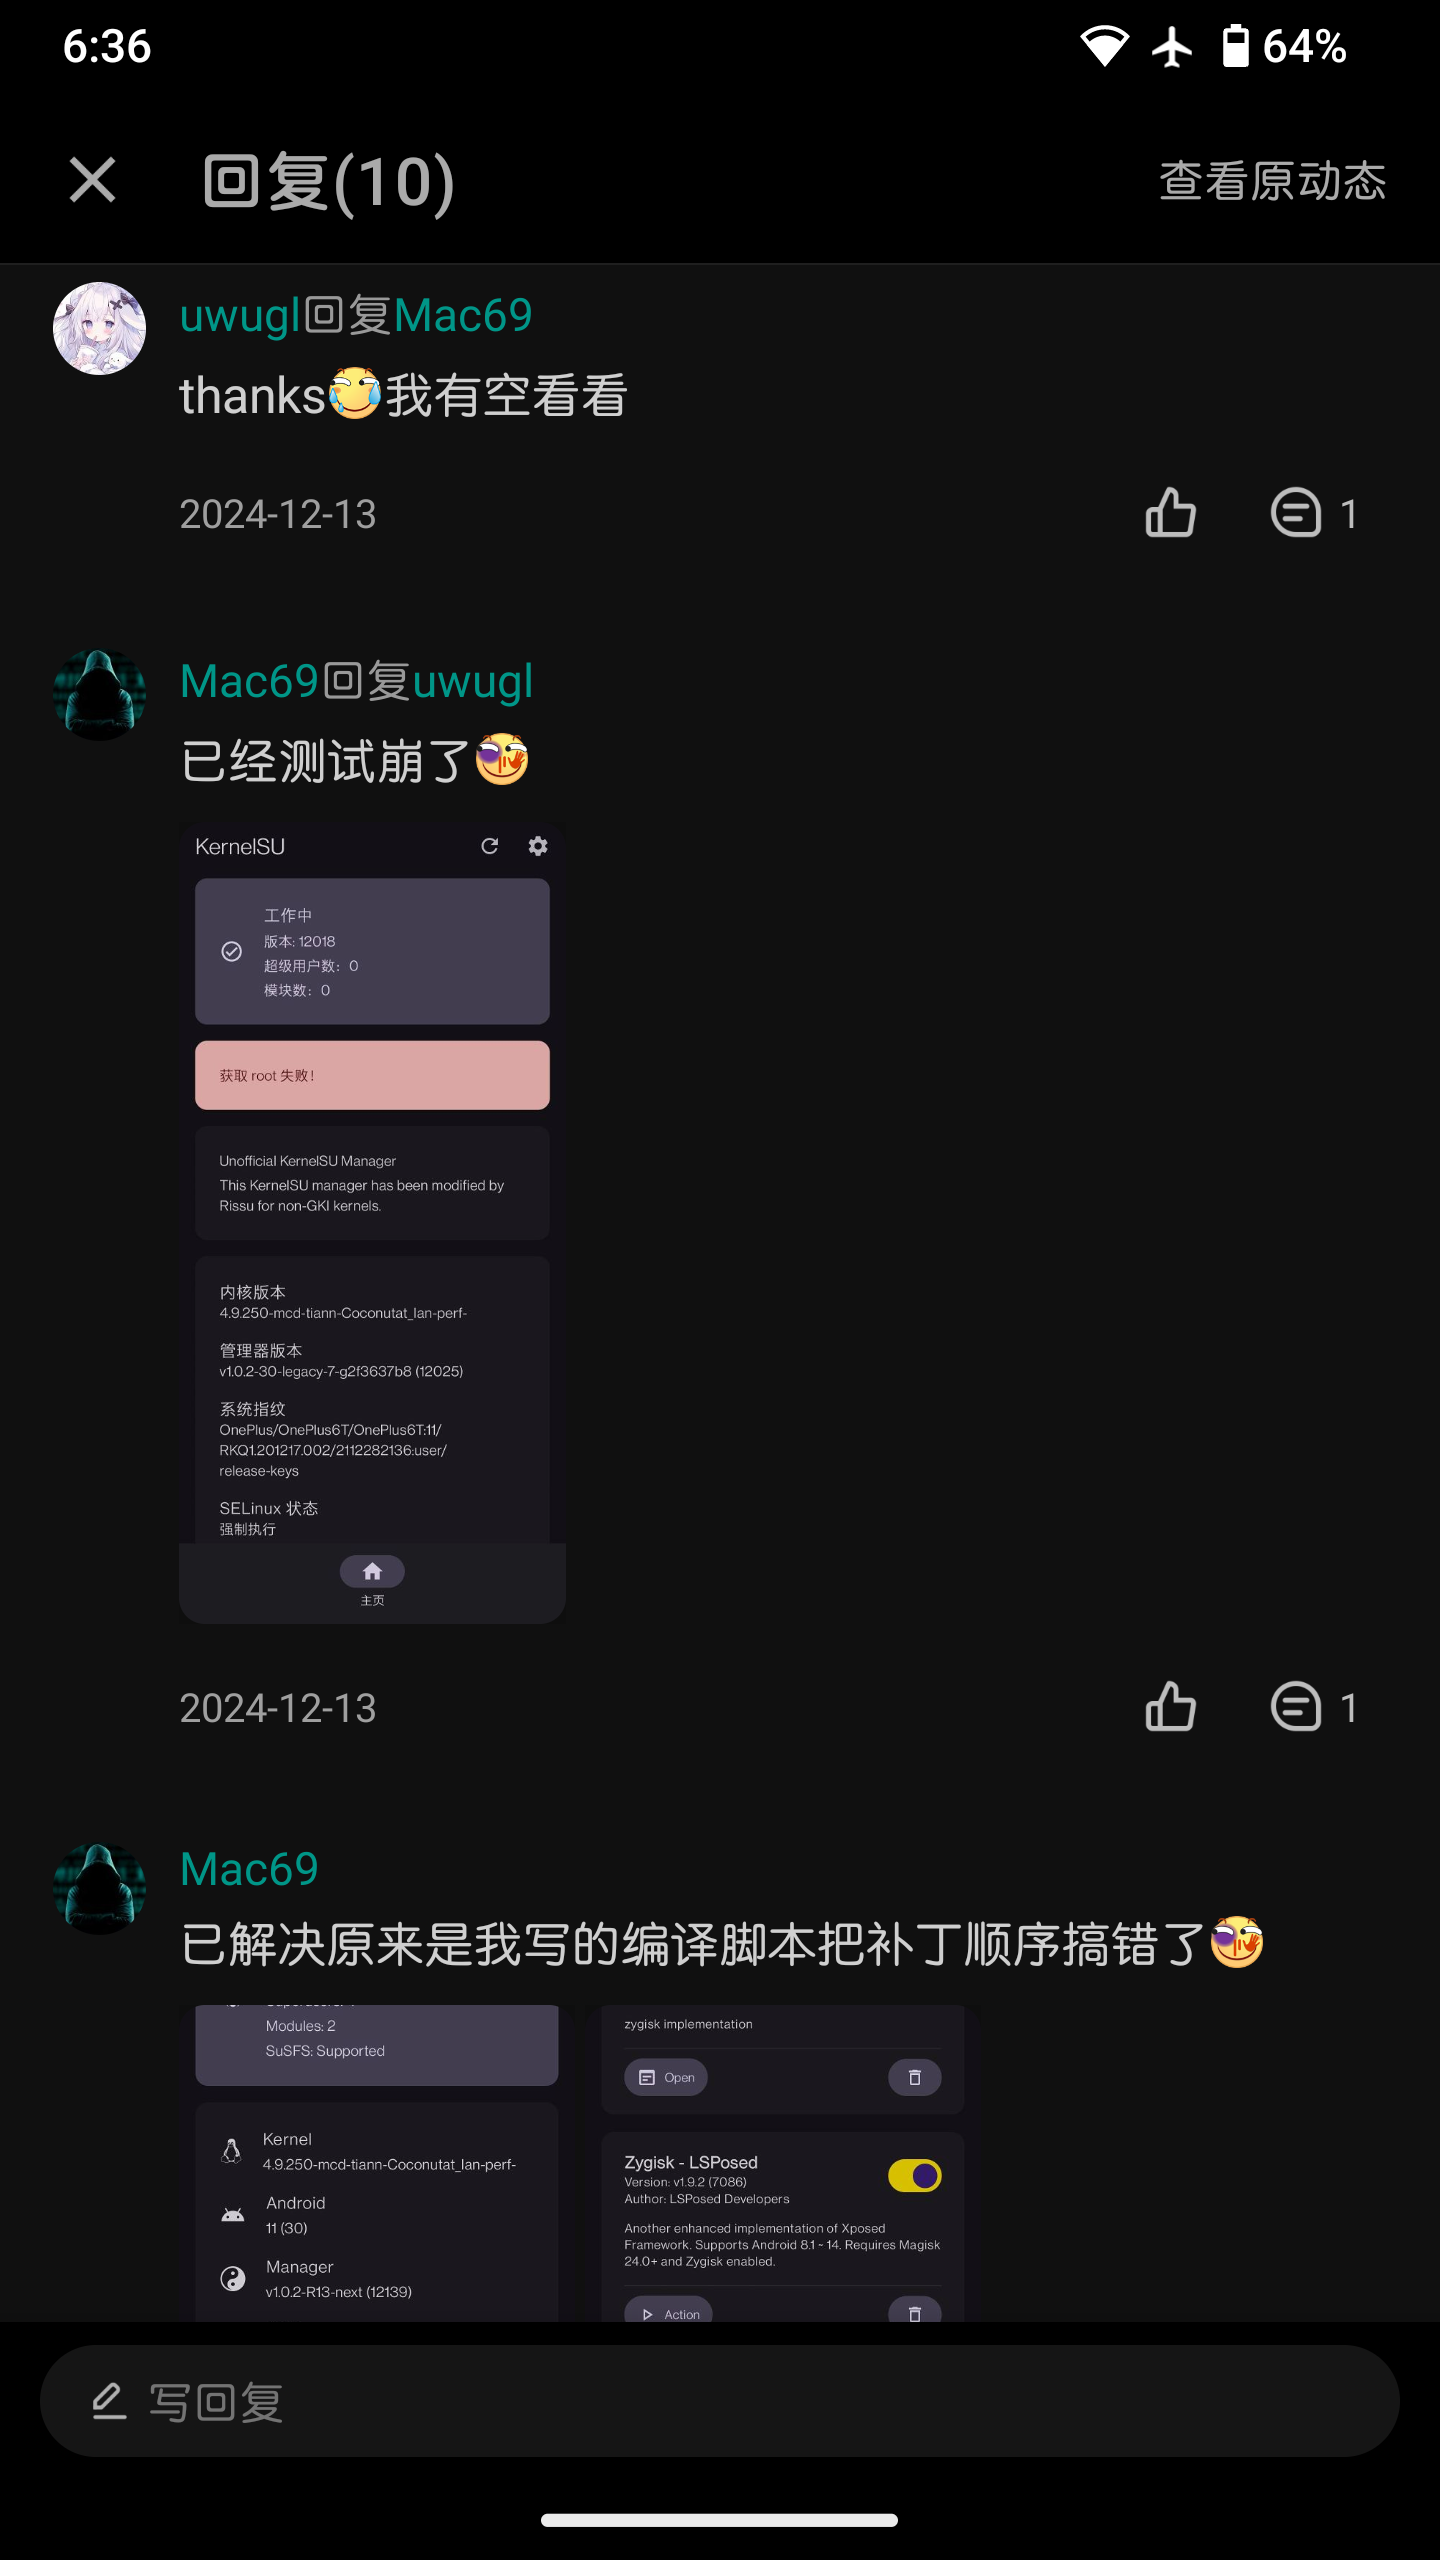 6:36
64%
回复(10)
查看原动态
uwugl回复Mac69
thanks我有空看看
2024-12-13
1
Mac69回复uwugl
已经测试崩了
KernelSU
工作中
版本: 12018
超级用户数：0
模块数：0
获取 root 失败！
Unofficial KernelSU Manager
This KernelSU manager has been modified by
Rissu for non-GKI kernels.
内核版本
4.9.250-mcd-tiann-Coconutat_lan-perf-
管理器版本
v1.0.2-30-legacy-7-g2f3637b8 (12025)
系统指纹
OnePlus/OnePlus6T/OnePlus6T:11/
RKQ1.201217.002/2112282136:user/
release-keys
SELinux 状态
强制执行
主页
2024-12-13
1
Mac69
已解决原来是我写的编译脚本把补丁顺序搞错了
Modules: 2
SuSFS: Supported
Kernel
4.9.250-mcd-tiann-Coconutat_lan-perf-
Android
11 (30)
Manager
v1.0.2-R13-next (12139)
zygisk implementation
Open
Zygisk - LSPosed
Version: v1.9.2 (7086)
Author: LSPosed Developers
Another enhanced implementation of Xposed
Framework. Supports Android 8.1 ~ 14. Requires Magisk
24.0+ and Zygisk enabled.
Action
写回复